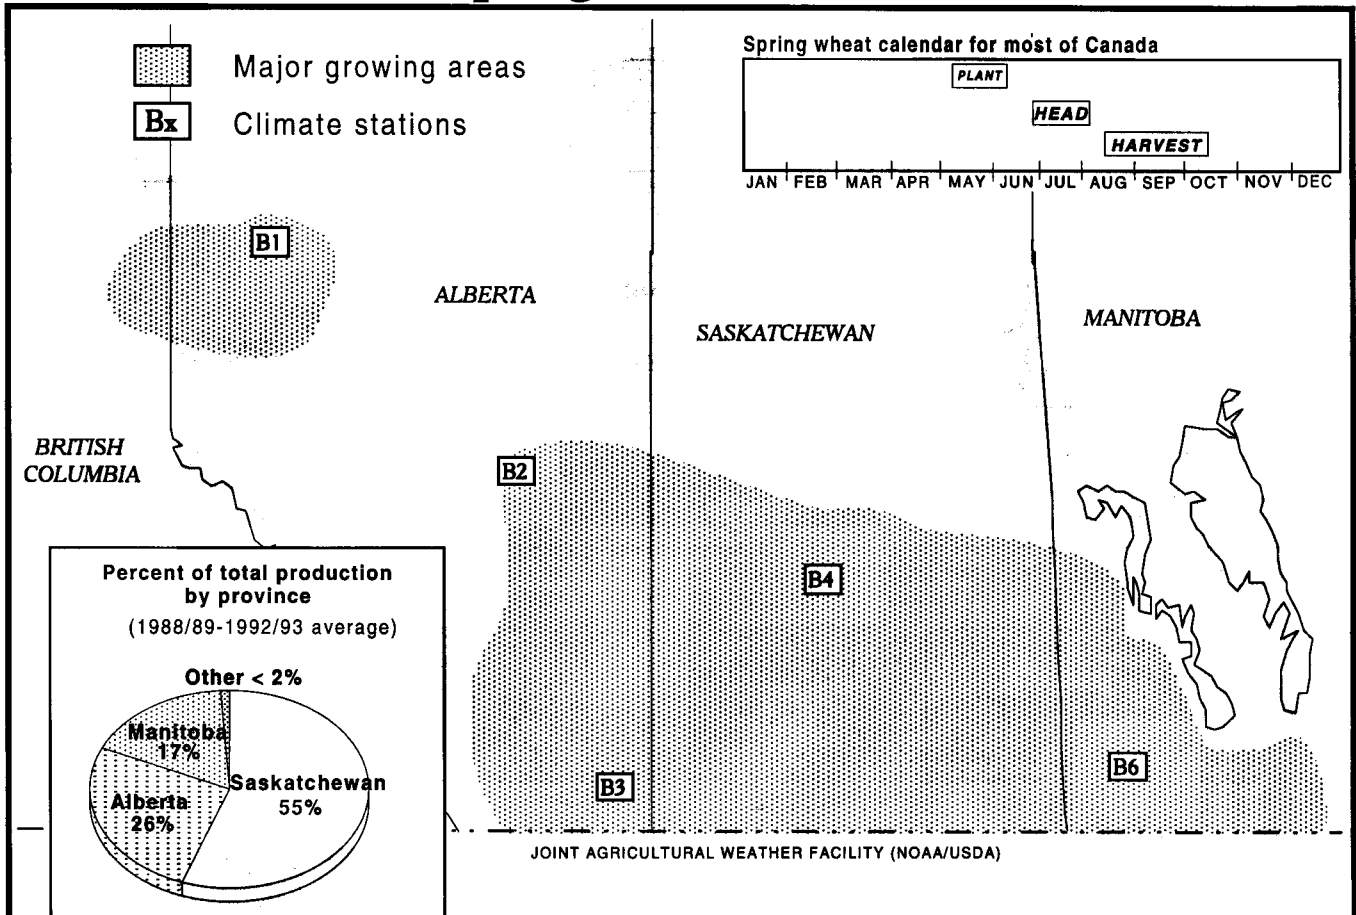 Major growing areas
Bx Climate stations
Spring wheat calendar for most of Canada
PLANT
HEAD
HARVEST
JAN FEB MAR APR MAY JUN JUL AUG SEP OCT NOV DEC
B1
ALBERTA
SASKATCHEWAN
MANITOBA
BRITISH
COLUMBIA
B2
B4
B3
B6
Percent of total production
by province
(1988/89-1992/93 average)
Other < 2%
Manitoba
17%
Saskatchewan
55%
Alberta
26%
JOINT AGRICULTURAL WEATHER FACILITY (NOAA/USDA)